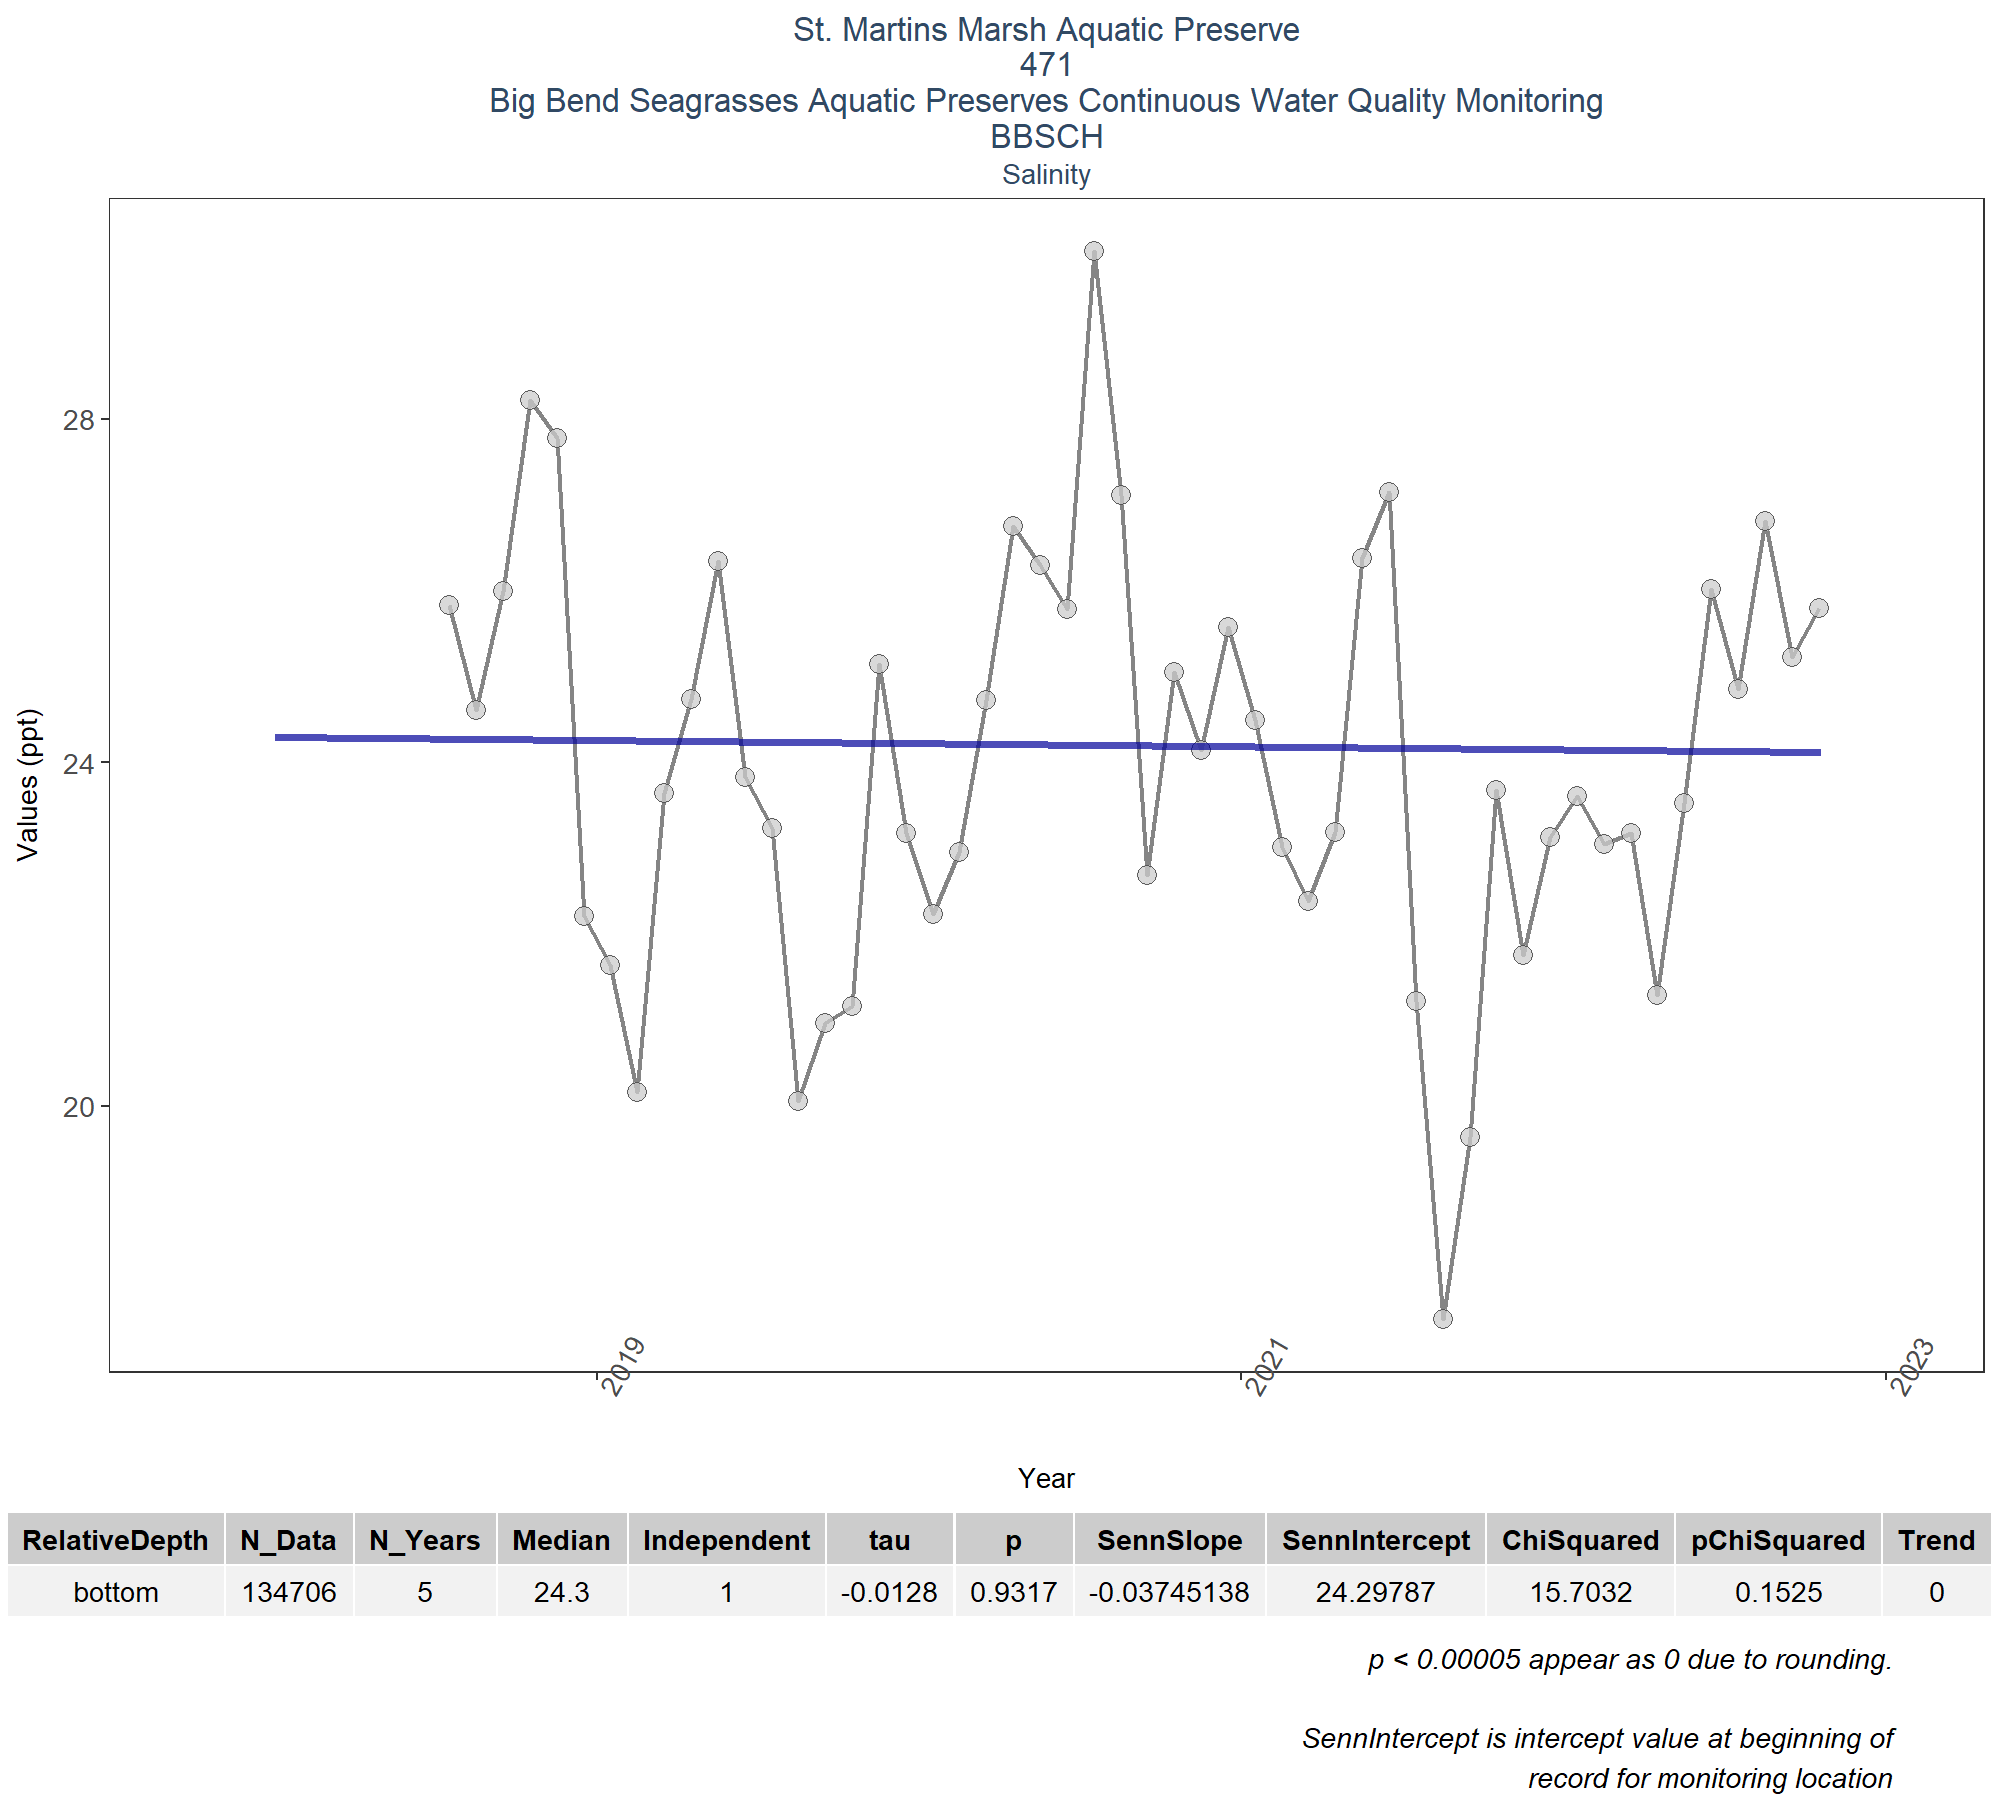 St. Martins Marsh Aquatic Preserve
471
Big Bend Seagrasses Aquatic Preserves Continuous Water Quality Monitoring
BBSCH
Salinity
Values (ppt)
28
24
20
2019
2021
2023
Year
RelativeDepth N_Data N_Years Median Independent tau p SennSlope SennIntercept ChiSquared pChiSquared Trend
bottom 134706 5 24.3 1 -0.0128 0.9317 -0.03745138 24.29787 15.7032 0.1525 0
p < 0.00005 appear as 0 due to rounding.
SennIntercept is intercept value at beginning of
record for monitoring location